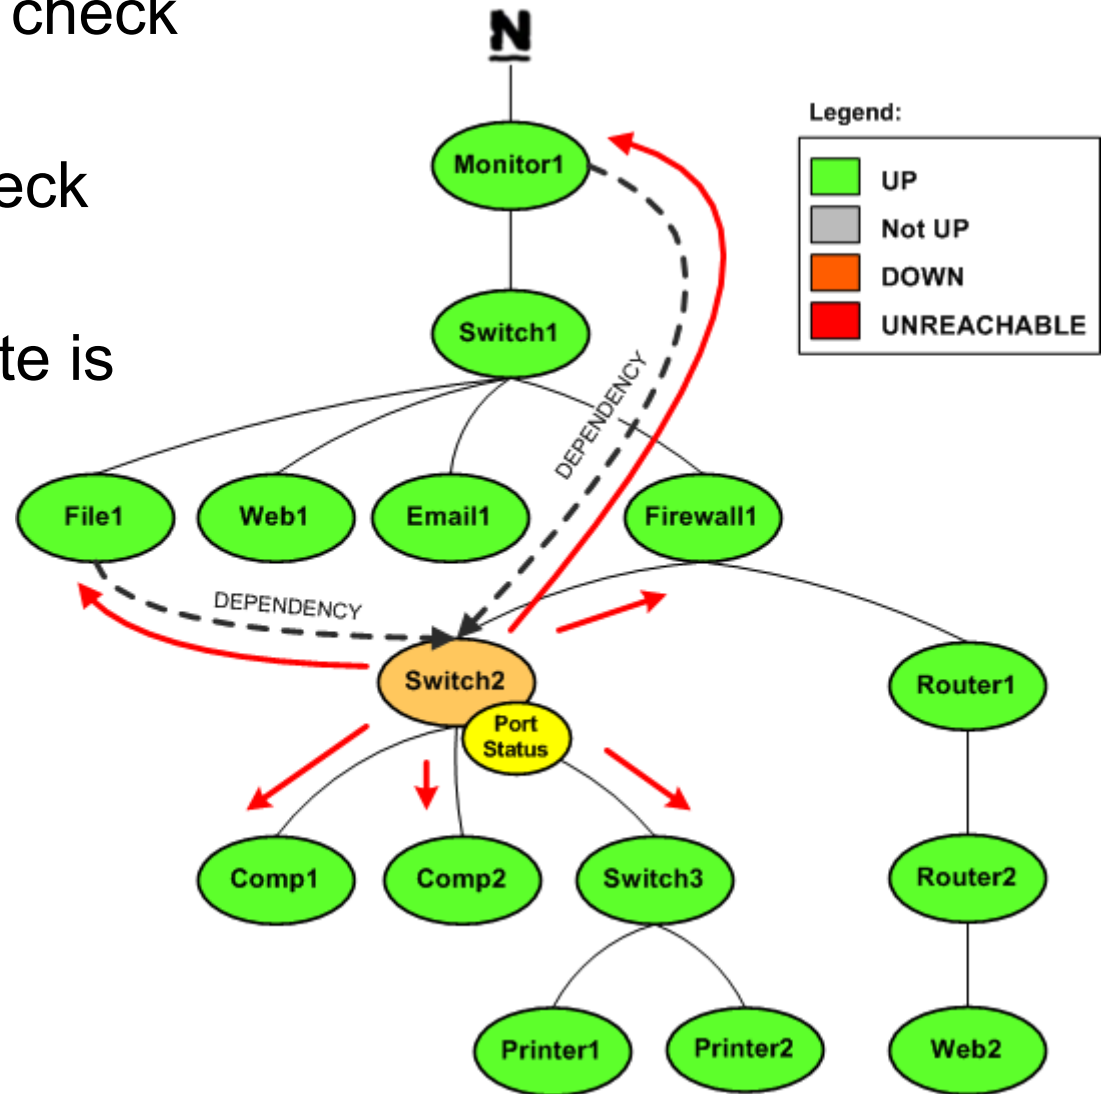 check
N
eck
te is
Legend:
UP
Not UP
DOWN
UNREACHABLE
Monitor1
Switch1
DEPENDENCY
File1
Web1
Email1
Firewall1
DEPENDENCY
Switch2
Port
Status
Router1
Comp1
Comp2
Switch3
Router2
Printer1
Printer2
Web2